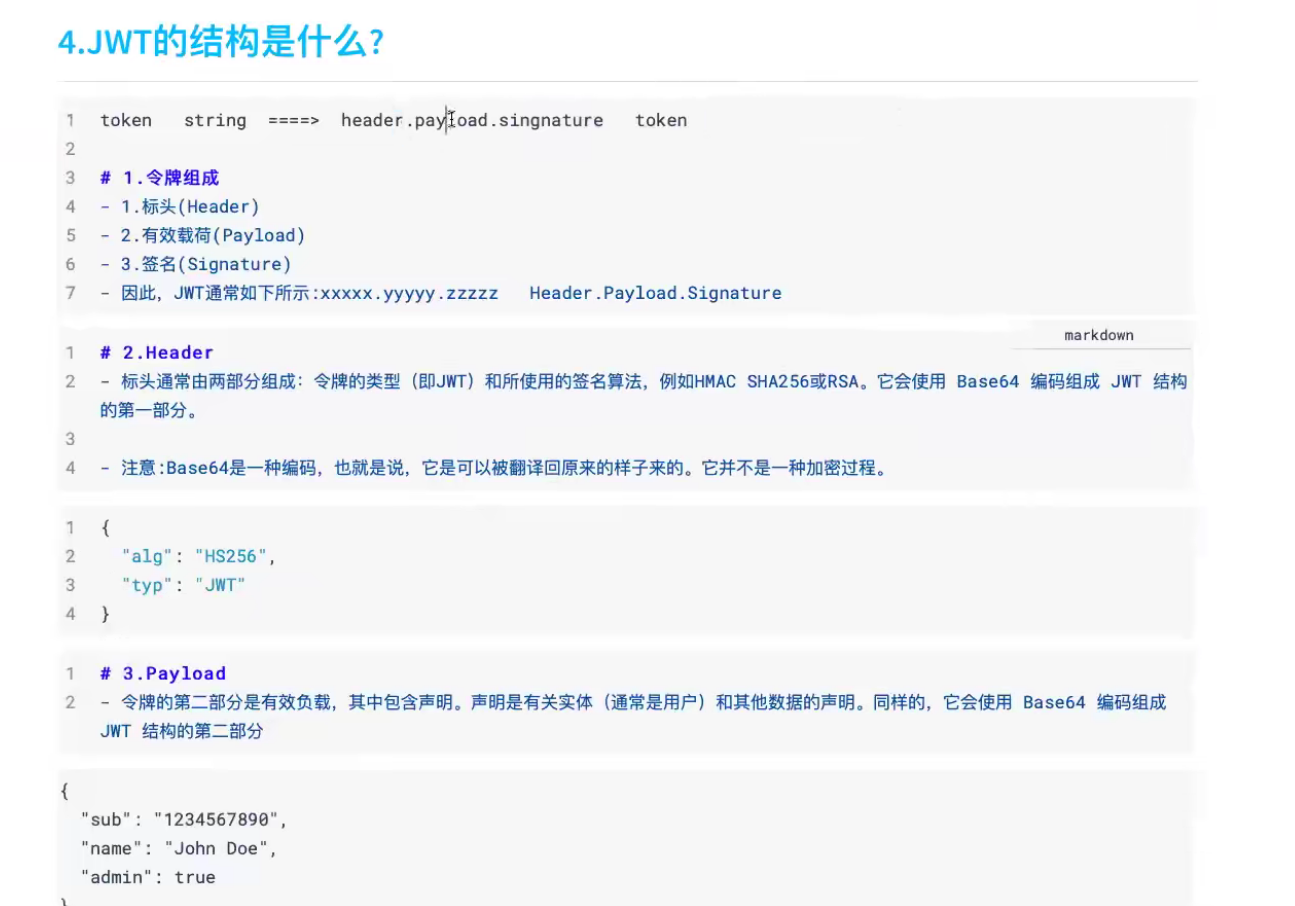 4.JWT的结构是什么?
1 token string ====> header.payload.singnature token
2
3 # 1.令牌组成
4 - 1.标头(Header)
5 - 2.有效载荷(Payload)
6 - 3.签名(Signature)
7 - 因此，JWT通常如下所示:xxxxx.yyyyy.zzzzz Header.Payload.Signature
markdown
1 # 2.Header
2 - 标头通常由两部分组成：令牌的类型（即JWT）和所使用的签名算法，例如HMAC SHA256或RSA。它会使用 Base64 编码组成 JWT 结构
的第一部分。
3
4 - 注意:Base64是一种编码，也就是说，它是可以被翻译回原来的样子来的。它并不是一种加密过程。
1 {
2 "alg": "HS256",
3 "typ": "JWT"
4 }
1 # 3.Payload
2 - 令牌的第二部分是有效负载，其中包含声明。声明是有关实体（通常是用户）和其他数据的声明。同样的，它会使用 Base64 编码组成
JWT 结构的第二部分
{
"sub": "1234567890",
"name": "John Doe",
"admin": true
}